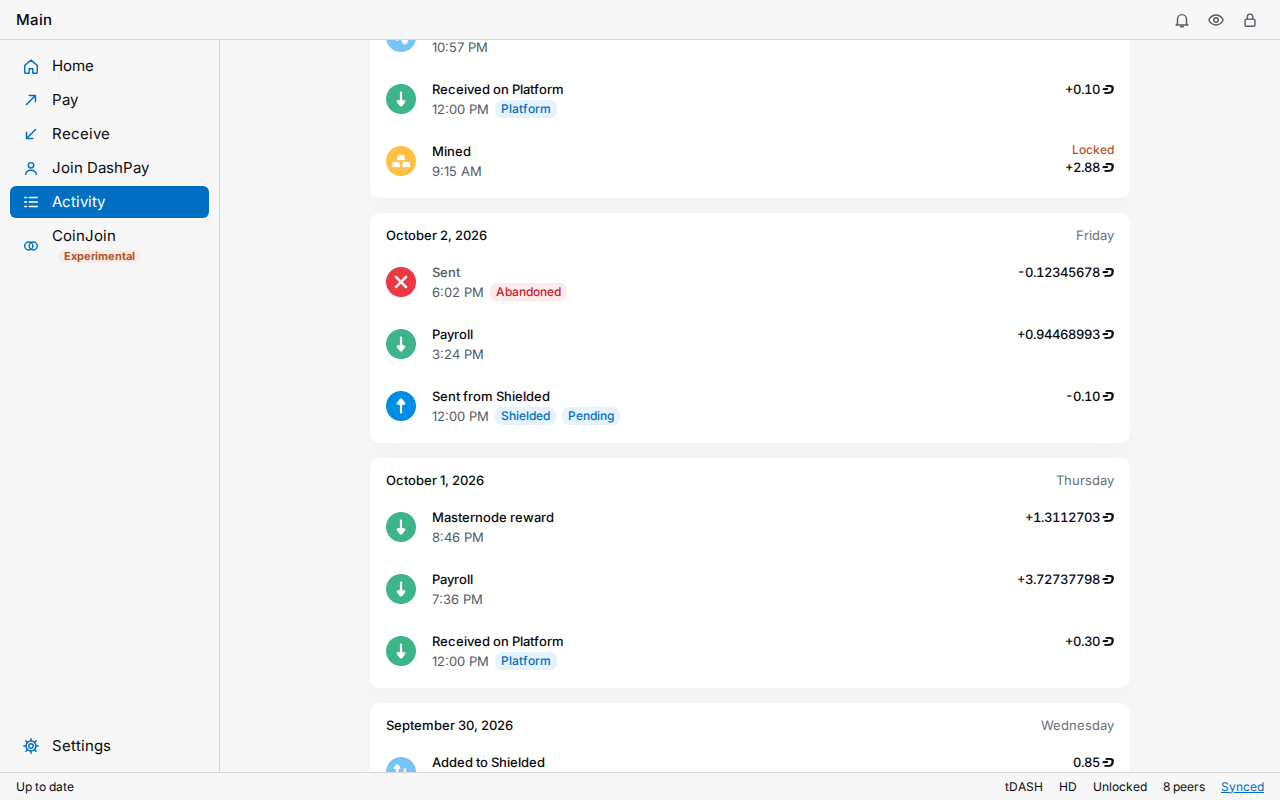 Main
Home
Pay
Receive
Join DashPay
Activity
CoinJoin
Experimental
Settings
10:57 PM
Received on Platform +0.10
12:00 PM Platform
Mined Locked
9:15 AM +2.88
October 2, 2026 Friday
Sent -0.12345678
6:02 PM Abandoned
Payroll +0.94468993
3:24 PM
Sent from Shielded -0.10
12:00 PM Shielded Pending
October 1, 2026 Thursday
Masternode reward +1.3112703
8:46 PM
Payroll +3.72737798
7:36 PM
Received on Platform +0.30
12:00 PM Platform
September 30, 2026 Wednesday
Added to Shielded 0.85
Up to date tDASH HD Unlocked 8 peers Synced